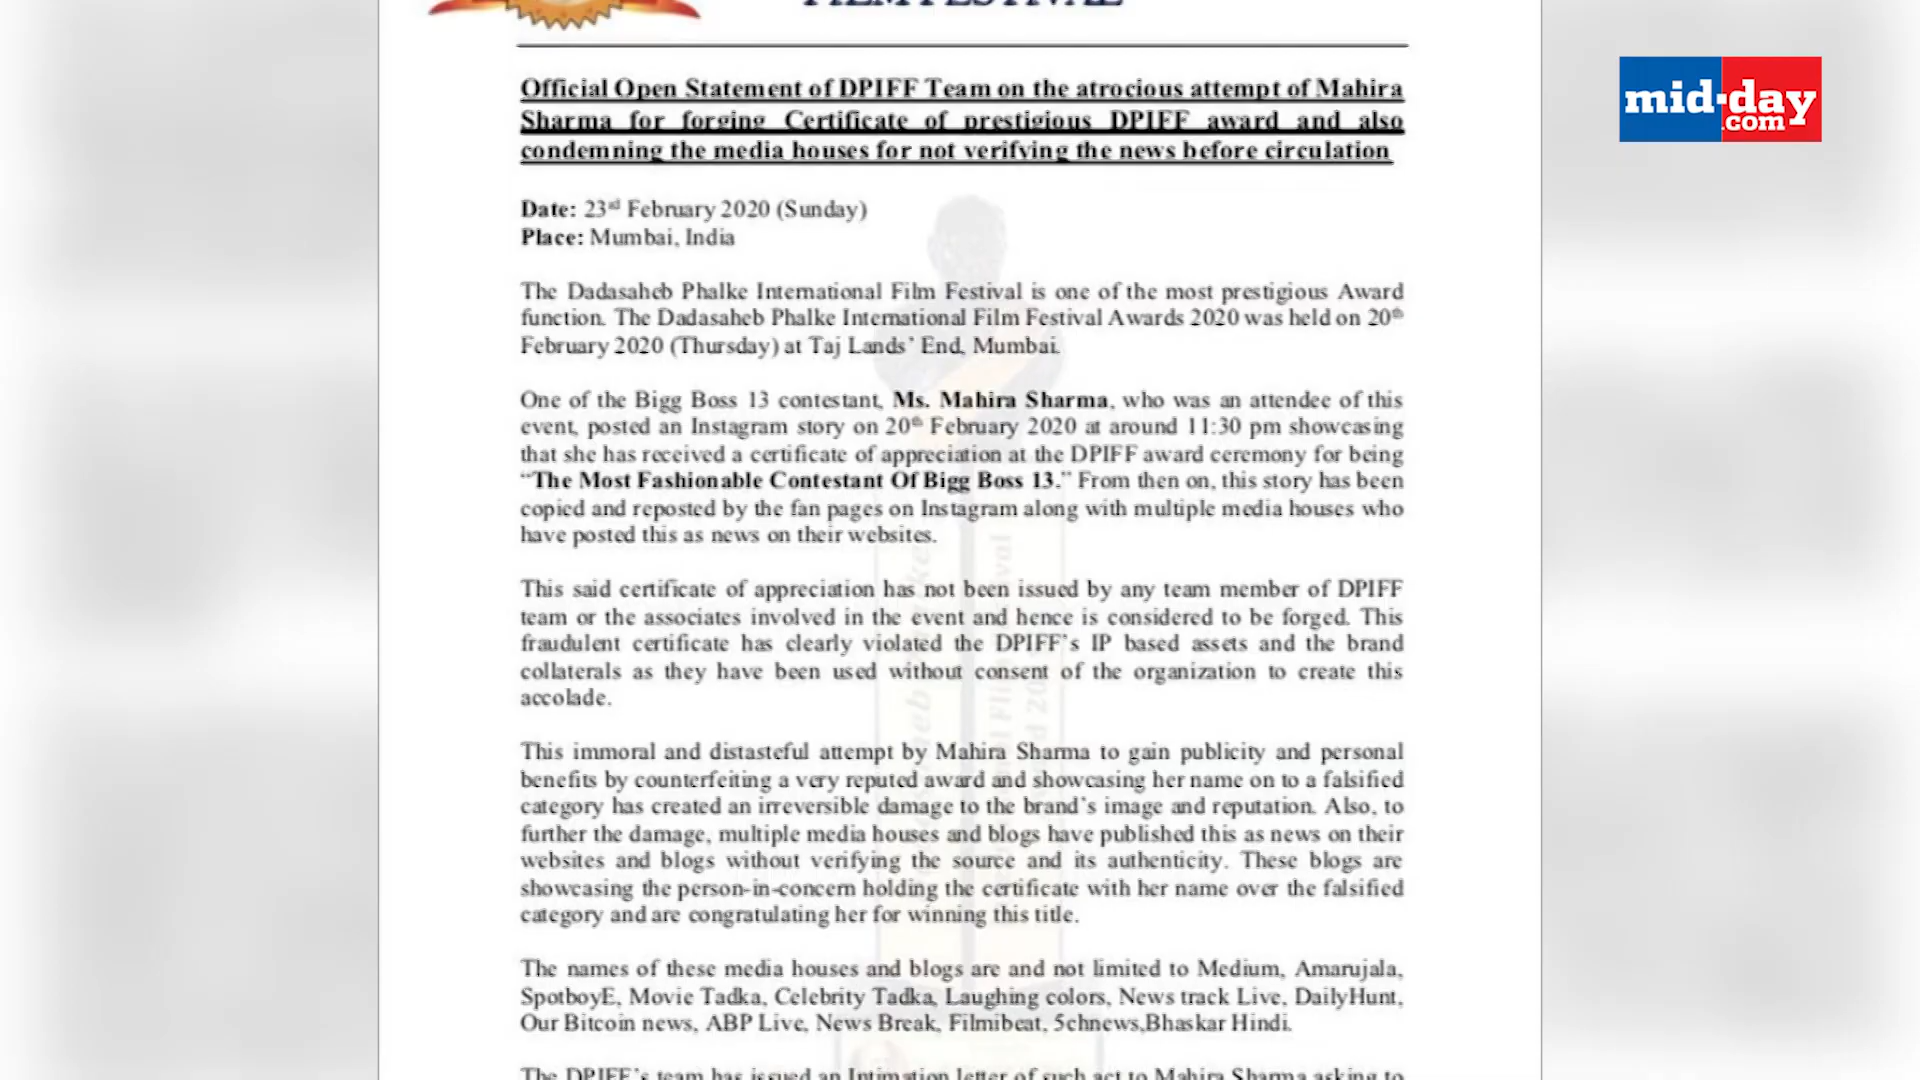 FILM FESTIVAL
mid-day
.com
Official Open Statement of DPIFF Team on the atrocious attempt of Mahira
Sharma for forging Certificate of prestigious DPIFF award and also
condemning the media houses for not verifying the news before circulation
Date: 23rd February 2020 (Sunday)
Place: Mumbai, India
The Dadasaheb Phalke International Film Festival is one of the most prestigious Award
function. The Dadasaheb Phalke International Film Festival Awards 2020 was held on 20th
February 2020 (Thursday) at Taj Lands' End, Mumbai.
One of the Bigg Boss 13 contestant, Ms. Mahira Sharma, who was an attendee of this
event, posted an Instagram story on 20th February 2020 at around 11:30 pm showcasing
that she has received a certificate of appreciation at the DPIFF award ceremony for being
"The Most Fashionable Contestant Of Bigg Boss 13." From then on, this story has been
copied and reposted by the fan pages on Instagram along with multiple media houses who
have posted this as news on their websites.
This said certificate of appreciation has not been issued by any team member of DPIFF
team or the associates involved in the event and hence is considered to be forged. This
fraudulent certificate has clearly violated the DPIFF's IP based assets and the brand
collaterals as they have been used without consent of the organization to create this
accolade.
This immoral and distasteful attempt by Mahira Sharma to gain publicity and personal
benefits by counterfeiting a very reputed award and showcasing her name on to a falsified
category has created an irreversible damage to the brand's image and reputation. Also, to
further the damage, multiple media houses and blogs have published this as news on their
websites and blogs without verifying the source and its authenticity. These blogs are
showcasing the person-in-concern holding the certificate with her name over the falsified
category and are congratulating her for winning this title.
The names of these media houses and blogs are and not limited to Medium, Amarujala,
SpotboyE, Movie Tadka, Celebrity Tadka, Laughing colors, News track Live, DailyHunt,
Our Bitcoin news, ABP Live, News Break, Filmibeat, 5chnews,Bhaskar Hindi.
The DPIFF's team has issued an Intimation letter of such act to Mahira Sharma asking to